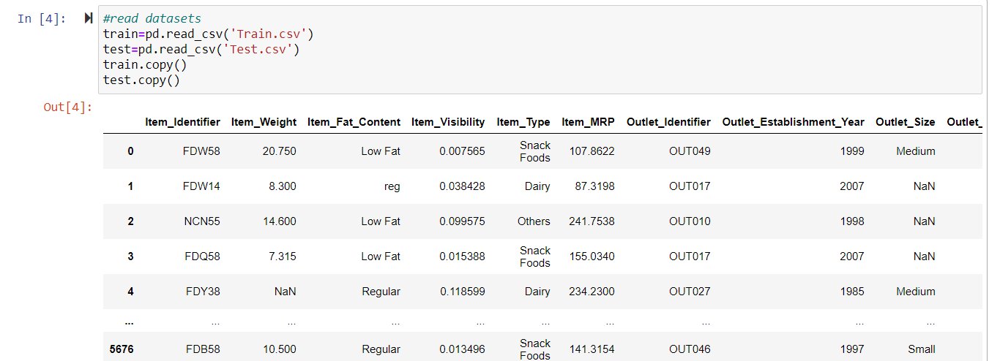 In [4]:
#read datasets
train=pd.read_csv('Train.csv')
test=pd.read_csv('Test.csv')
train.copy()
test.copy()
Out[4]:
Item_Identifier Item_Weight Item_Fat_Content Item_Visibility Item_Type Item_MRP Outlet_Identifier Outlet_Establishment_Year Outlet_Size Outlet_
0 FDW58 20.750 Low Fat 0.007565 Snack Foods 107.8622 OUT049 1999 Medium
1 FDW14 8.300 reg 0.038428 Dairy 87.3198 OUT017 2007 NaN
2 NCN55 14.600 Low Fat 0.099575 Others 241.7538 OUT010 1998 NaN
3 FDQ58 7.315 Low Fat 0.015388 Snack Foods 155.0340 OUT017 2007 NaN
4 FDY38 NaN Regular 0.118599 Dairy 234.2300 OUT027 1985 Medium
... ... ... ... ... ... ... ... ... ...
5676 FDB58 10.500 Regular 0.013496 Snack Foods 141.3154 OUT046 1997 Small